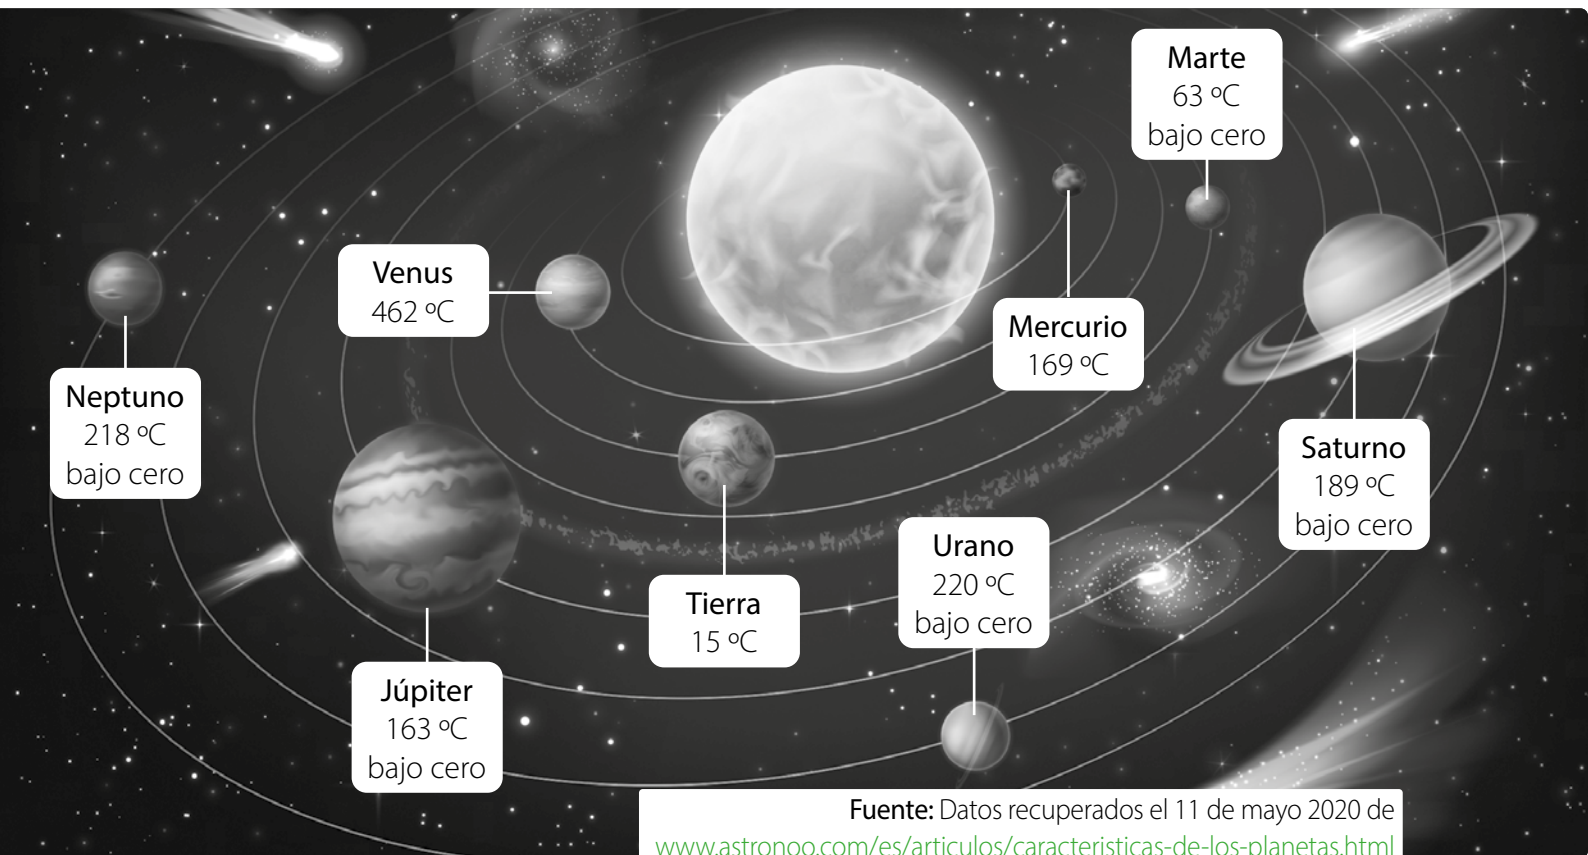 Marte
63 ºC
bajo cero
Venus
462 ºC
Mercurio
169 ºC
Neptuno
218 ºC
bajo cero
Saturno
189 ºC
bajo cero
Urano
220 ºC
bajo cero
Tierra
15 ºC
Júpiter
163 ºC
bajo cero
Fuente: Datos recuperados el 11 de mayo 2020 de
www.astronoo.com/es/articulos/caracteristicas-de-los-planetas.html